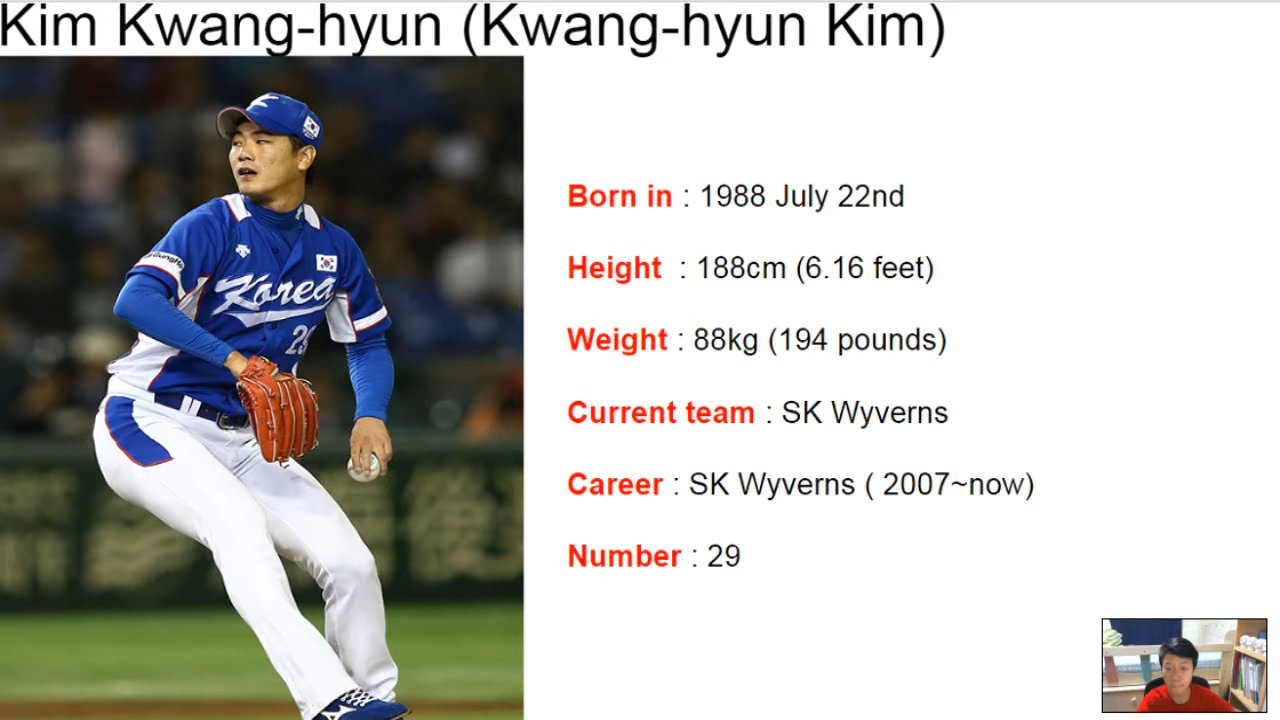 Kim Kwang-hyun (Kwang-hyun Kim)
Born in : 1988 July 22nd
Height : 188cm (6.16 feet)
Weight : 88kg (194 pounds)
Current team : SK Wyverns
Career : SK Wyverns ( 2007~now)
Number : 29
Korea
29